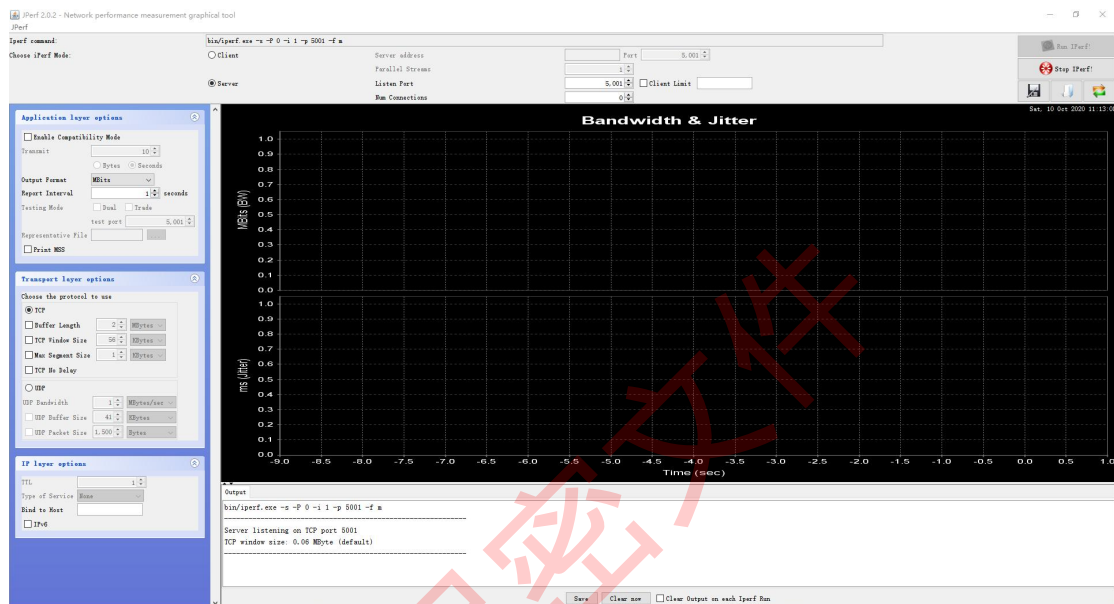 JPerf 2.0.2 - Network performance measurement graphical tool
JPerf
Iperf command:
bin/iperf.exe -s -P 0 -i 1 -p 5001 -f m
Choose iPerf Mode:
Client
Server address
Port
5,001
Parallel Streams
1
Server
Listen Port
5,001
Client Limit
Num Connections
0
Run IPerf!
Stop IPerf!
Application layer options
Enable Compatibility Mode
Transmit
10
Bytes
Seconds
Output Format
MBits
Report Interval
1
seconds
Testing Mode
Dual
Trade
test port
5,001
Representative File
Print MSS
Transport layer options
Choose the protocol to use
TCP
Buffer Length
2
MBytes
TCP Window Size
56
KBytes
Max Segment Size
1
KBytes
TCP No Delay
UDP
UDP Bandwidth
1
MBytes/sec
UDP Buffer Size
41
KBytes
UDP Packet Size
1,500
Bytes
IP layer options
TTL
1
Type of Service
None
Bind to Host
IPv6
Sat, 10 Oct 2020 11:13:0
Bandwidth & Jitter
MBits (BW)
1.0
0.9
0.8
0.7
0.6
0.5
0.4
0.3
0.2
0.1
0.0
ms (Jitter)
1.0
0.9
0.8
0.7
0.6
0.5
0.4
0.3
0.2
0.1
0.0
-9.0 -8.5 -8.0 -7.5 -7.0 -6.5 -6.0 -5.5 -5.0 -4.5 -4.0 -3.5 -3.0 -2.5 -2.0 -1.5 -1.0 -0.5 0.0 0.5 1.0
Time (sec)
Output
bin/iperf.exe -s -P 0 -i 1 -p 5001 -f m
------------------------------------------------------------
Server listening on TCP port 5001
TCP window size: 0.06 MByte (default)
------------------------------------------------------------
Save
Clear now
Clear Output on each Iperf Run
密文件